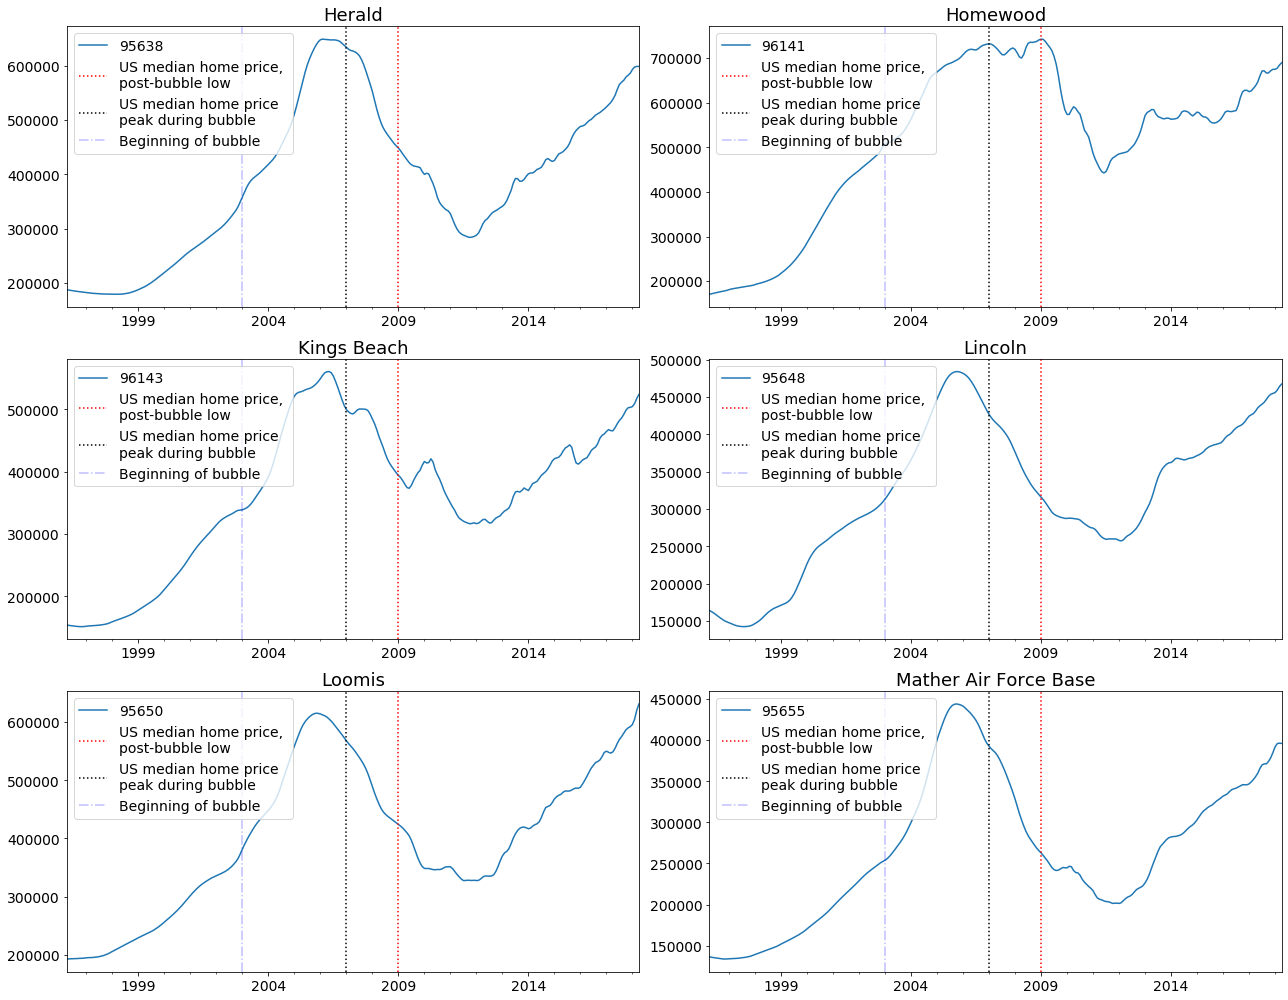 Herald
600000
500000
400000
300000
200000
95638
US median home price,
post-bubble low
US median home price
peak during bubble
Beginning of bubble
1999 2004 2009 2014
Homewood
700000
600000
500000
400000
300000
200000
96141
US median home price,
post-bubble low
US median home price
peak during bubble
Beginning of bubble
1999 2004 2009 2014
Kings Beach
500000
400000
300000
200000
96143
US median home price,
post-bubble low
US median home price
peak during bubble
Beginning of bubble
1999 2004 2009 2014
Lincoln
500000
450000
400000
350000
300000
250000
200000
150000
95648
US median home price,
post-bubble low
US median home price
peak during bubble
Beginning of bubble
1999 2004 2009 2014
Loomis
600000
500000
400000
300000
200000
95650
US median home price,
post-bubble low
US median home price
peak during bubble
Beginning of bubble
1999 2004 2009 2014
Mather Air Force Base
450000
400000
350000
300000
250000
200000
150000
95655
US median home price,
post-bubble low
US median home price
peak during bubble
Beginning of bubble
1999 2004 2009 2014